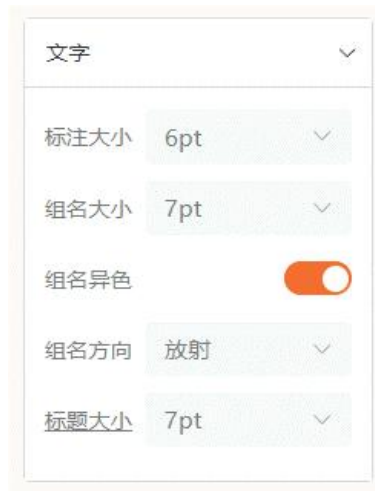 文字
标注大小 6pt
组名大小 7pt
组名异色
组名方向 放射
标题大小 7pt